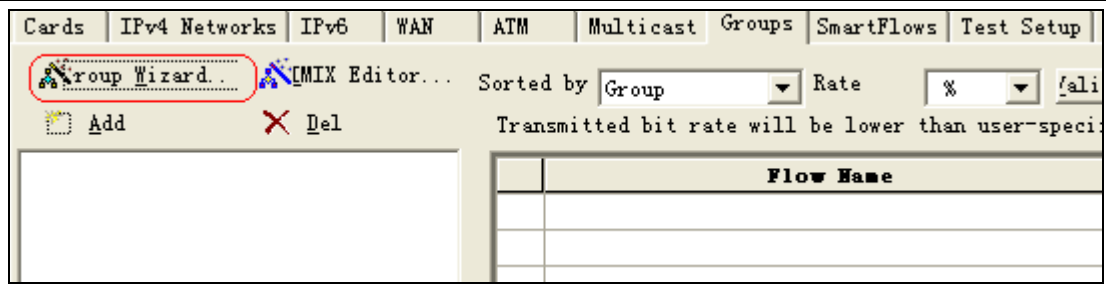 Cards IPv4 Networks IPv6 WAN ATM Multicast Groups SmartFlows Test Setup
roup Wizard.. IMIX Editor... Sorted by Group Rate %
Add Del Transmitted bit rate will be lower than user-speci
Flow Name